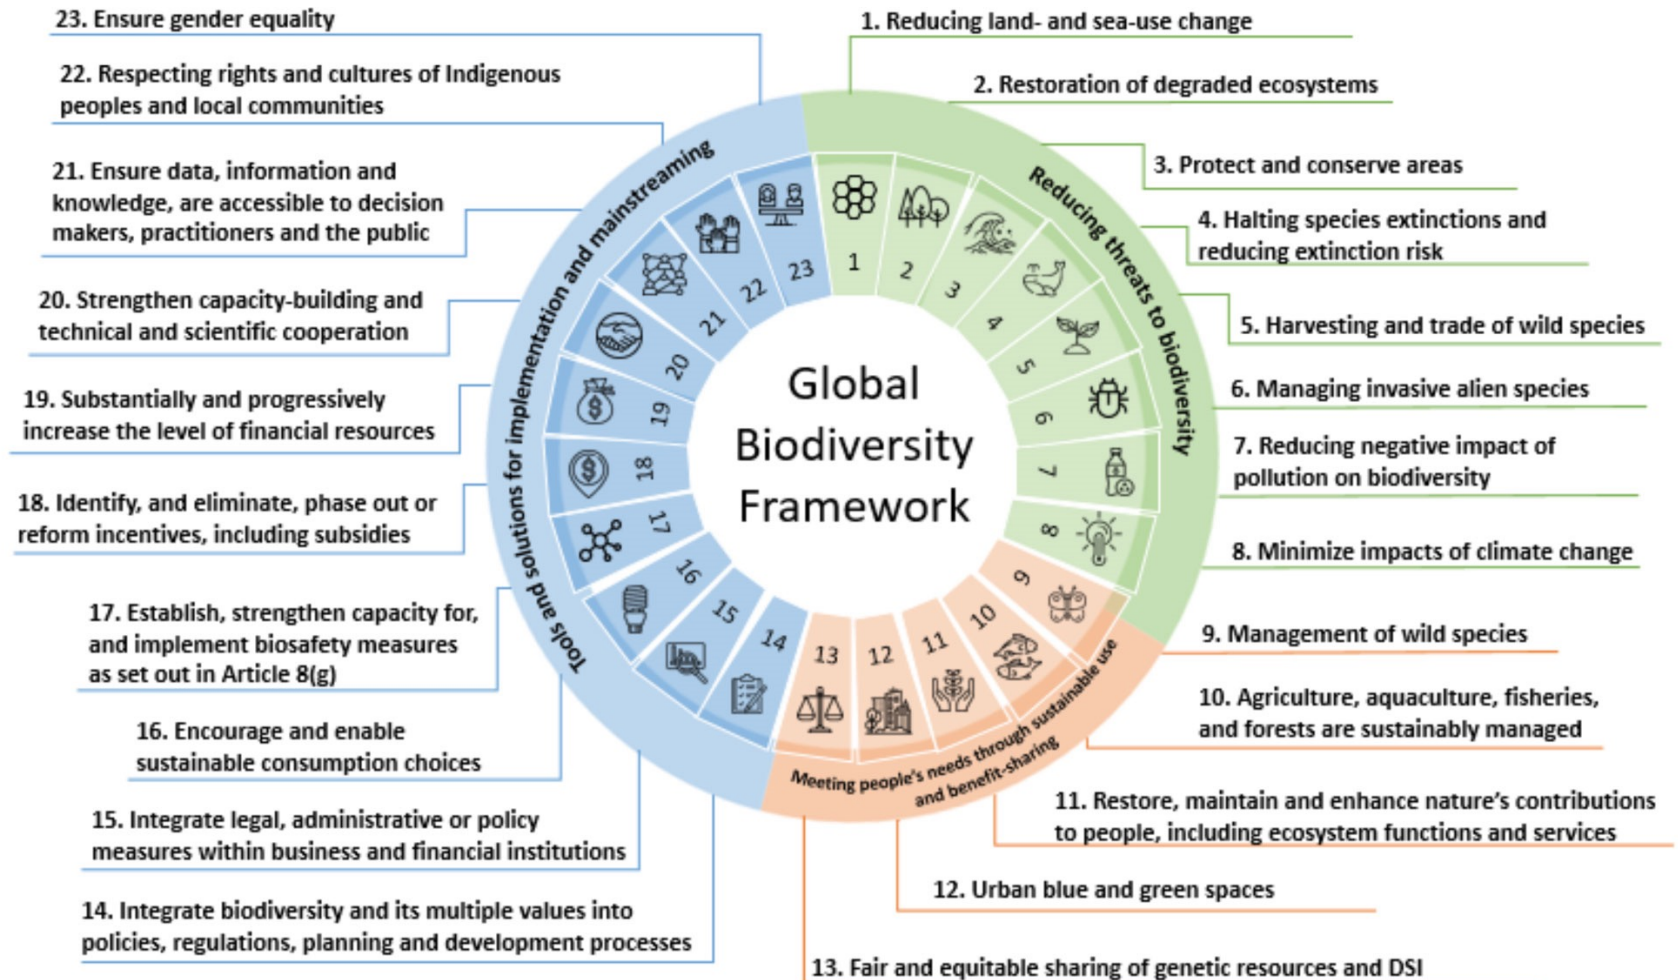 23. Ensure gender equality
22. Respecting rights and cultures of Indigenous
peoples and local communities
21. Ensure data, information and
knowledge, are accessible to decision
makers, practitioners and the public
20. Strengthen capacity-building and
technical and scientific cooperation
19. Substantially and progressively
increase the level of financial resources
18. Identify, and eliminate, phase out or
reform incentives, including subsidies
17. Establish, strengthen capacity for,
and implement biosafety measures
as set out in Article 8(g)
16. Encourage and enable
sustainable consumption choices
15. Integrate legal, administrative or policy
measures within business and financial institutions
14. Integrate biodiversity and its multiple values into
policies, regulations, planning and development processes
1. Reducing land- and sea-use change
2. Restoration of degraded ecosystems
3. Protect and conserve areas
4. Halting species extinctions and
reducing extinction risk
5. Harvesting and trade of wild species
6. Managing invasive alien species
7. Reducing negative impact of
pollution on biodiversity
8. Minimize impacts of climate change
9. Management of wild species
10. Agriculture, aquaculture, fisheries,
and forests are sustainably managed
11. Restore, maintain and enhance nature's contributions
to people, including ecosystem functions and services
12. Urban blue and green spaces
13. Fair and equitable sharing of genetic resources and DSI
Tools and solutions for implementation and mainstreaming
Reducing threats to biodiversity
Meeting people's needs through sustainable use
and benefit-sharing
1
2
3
4
5
6
7
8
9
10
11
12
13
14
15
16
17
18
19
20
21
22
23
Global
Biodiversity
Framework